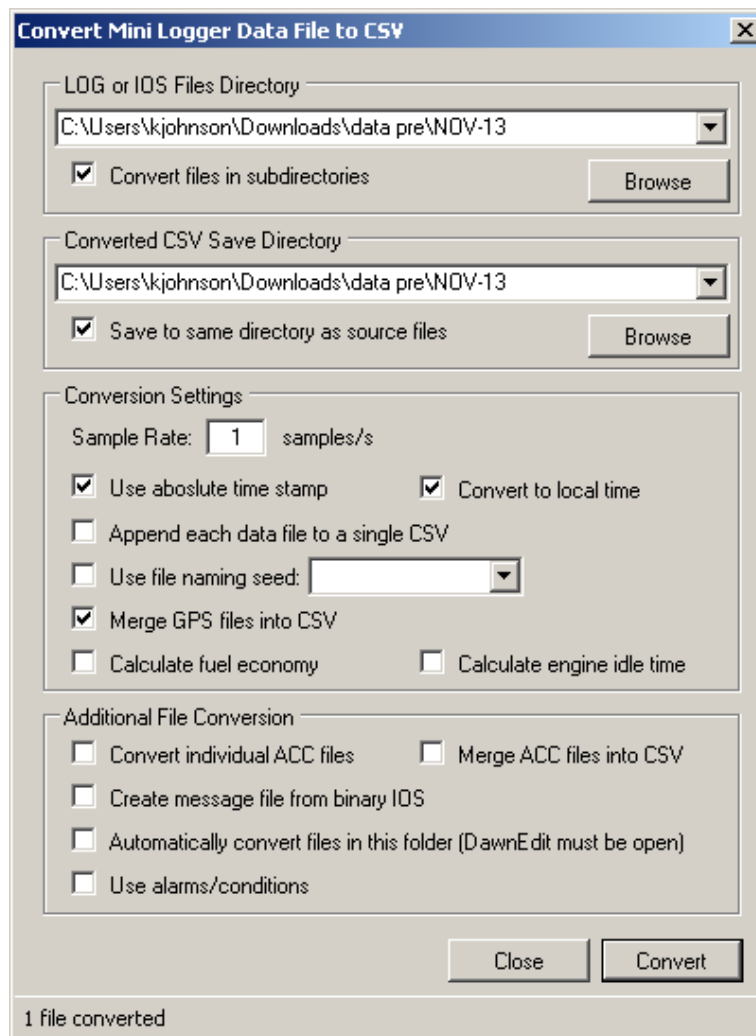 Convert Mini Logger Data File to CSV
LOG or IOS Files Directory
C:\Users\kjohnson\Downloads\data pre\NOV-13
Convert files in subdirectories
Browse
Converted CSV Save Directory
C:\Users\kjohnson\Downloads\data pre\NOV-13
Save to same directory as source files
Browse
Conversion Settings
Sample Rate: 1 samples/s
Use aboslute time stamp
Convert to local time
Append each data file to a single CSV
Use file naming seed:
Merge GPS files into CSV
Calculate fuel economy
Calculate engine idle time
Additional File Conversion
Convert individual ACC files
Merge ACC files into CSV
Create message file from binary IOS
Automatically convert files in this folder (DawnEdit must be open)
Use alarms/conditions
Close
Convert
1 file converted